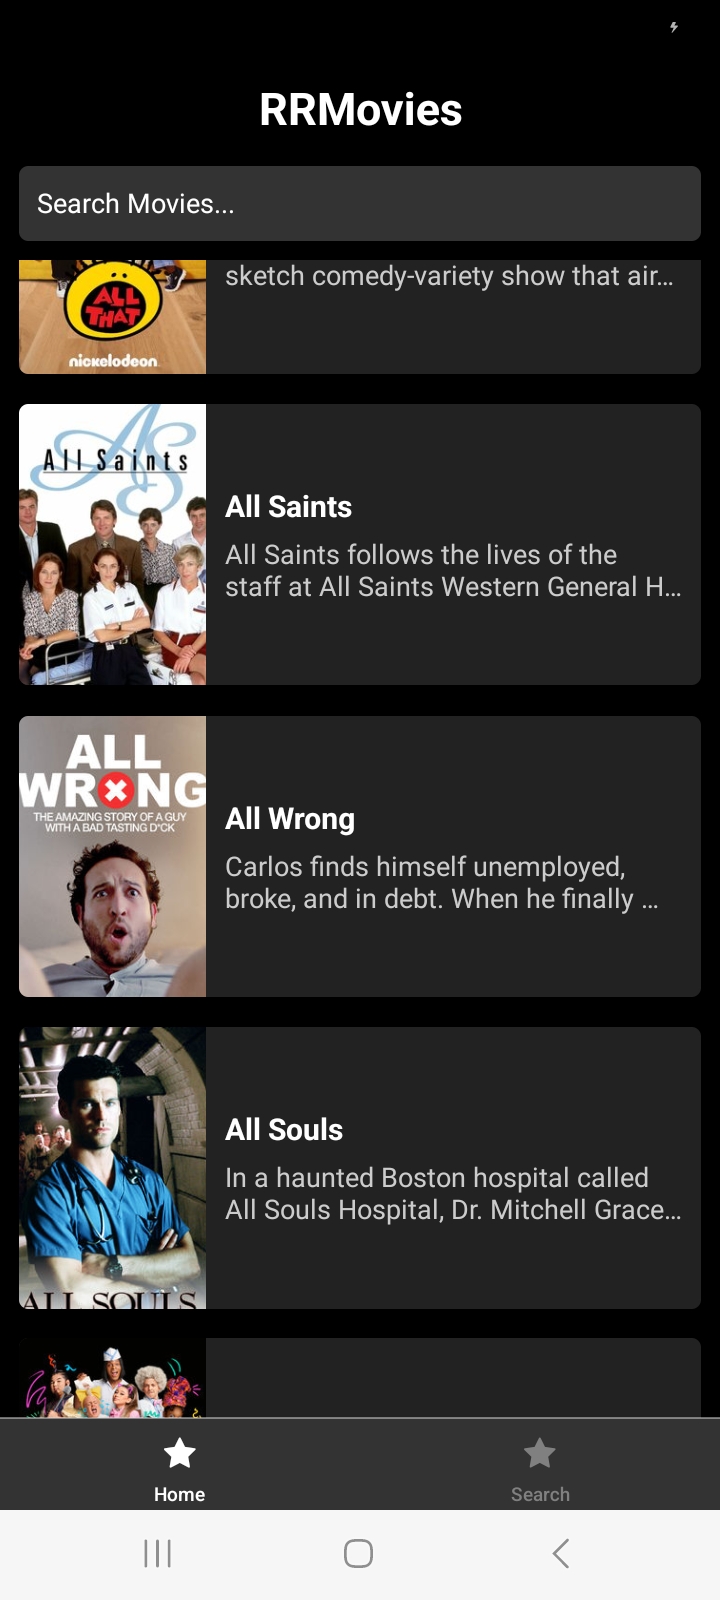 RRMovies
Search Movies...
sketch comedy-variety show that air...
ALL
THAT
nickelodeon
All Saints
All Saints
All Saints follows the lives of the
staff at All Saints Western General H...
ALL
WRONG
THE AMAZING STORY OF A GUY
WITH A BAD TASTING D*CK
All Wrong
Carlos finds himself unemployed,
broke, and in debt. When he finally ...
All Souls
In a haunted Boston hospital called
All Souls Hospital, Dr. Mitchell Grace...
ALL SOULS
Home
Search